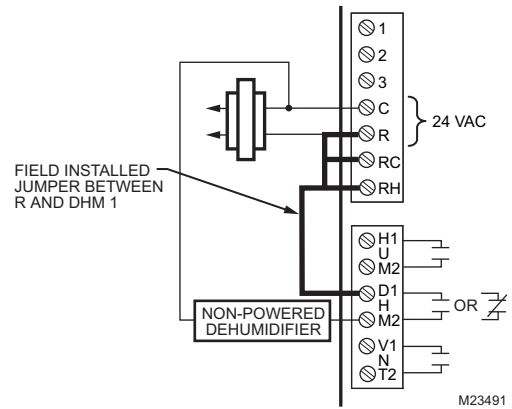 1
2
3
C
R
24 VAC
RC
RH
FIELD INSTALLED
JUMPER BETWEEN
R AND DHM 1
H1
U
M2
D1
H
OR
M2
NON-POWERED
DEHUMIDIFIER
V1
N
T2
M23491